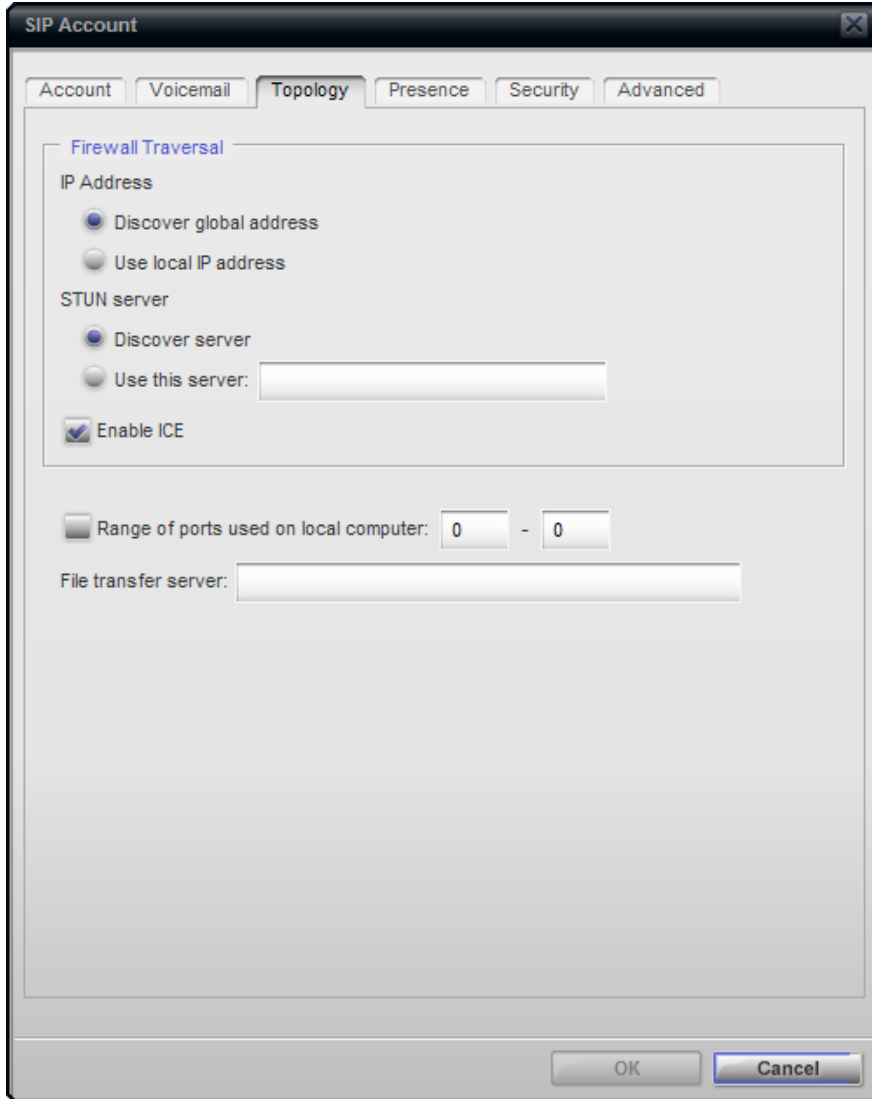 SIP Account
Account Voicemail Topology Presence Security Advanced
Firewall Traversal
IP Address
Discover global address
Use local IP address
STUN server
Discover server
Use this server:
Enable ICE
Range of ports used on local computer: 0 - 0
File transfer server:
OK Cancel